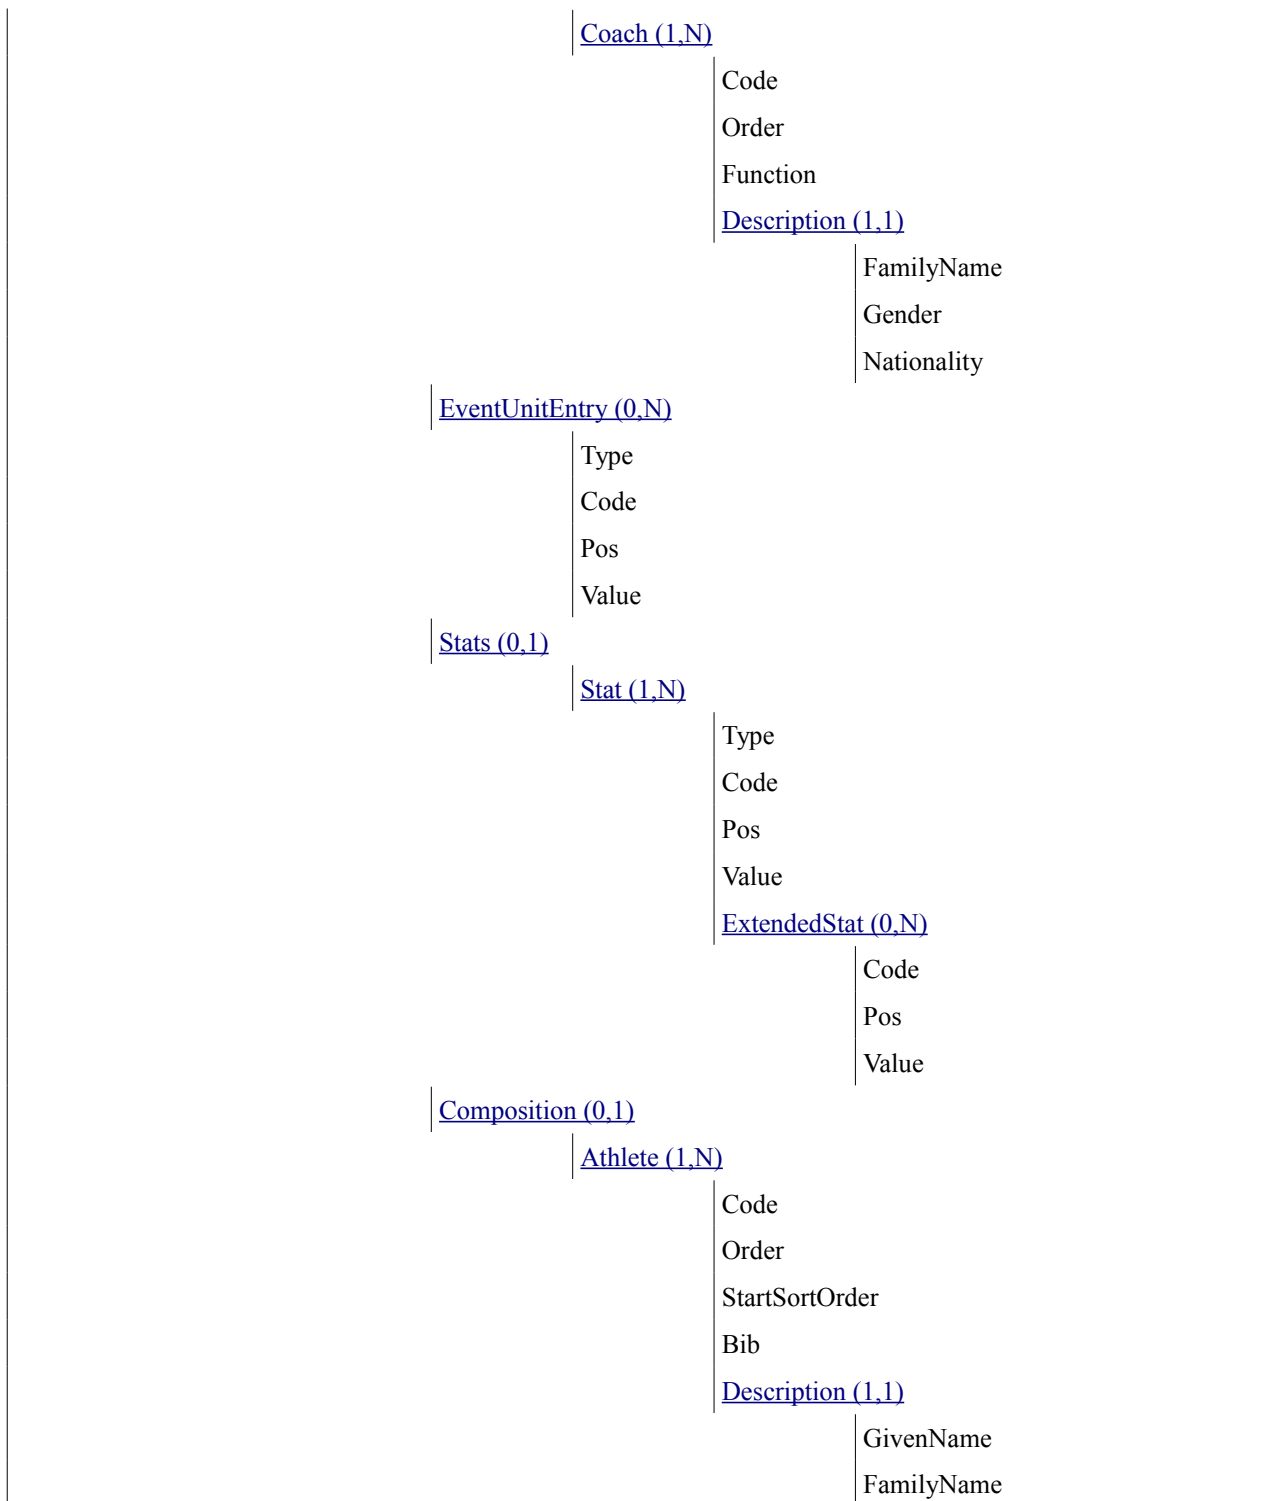 Coach (1,N)
Code
Order
Function
Description (1,1)
FamilyName
Gender
Nationality
EventUnitEntry (0,N)
Type
Code
Pos
Value
Stats (0,1)
Stat (1,N)
Type
Code
Pos
Value
ExtendedStat (0,N)
Code
Pos
Value
Composition (0,1)
Athlete (1,N)
Code
Order
StartSortOrder
Bib
Description (1,1)
GivenName
FamilyName